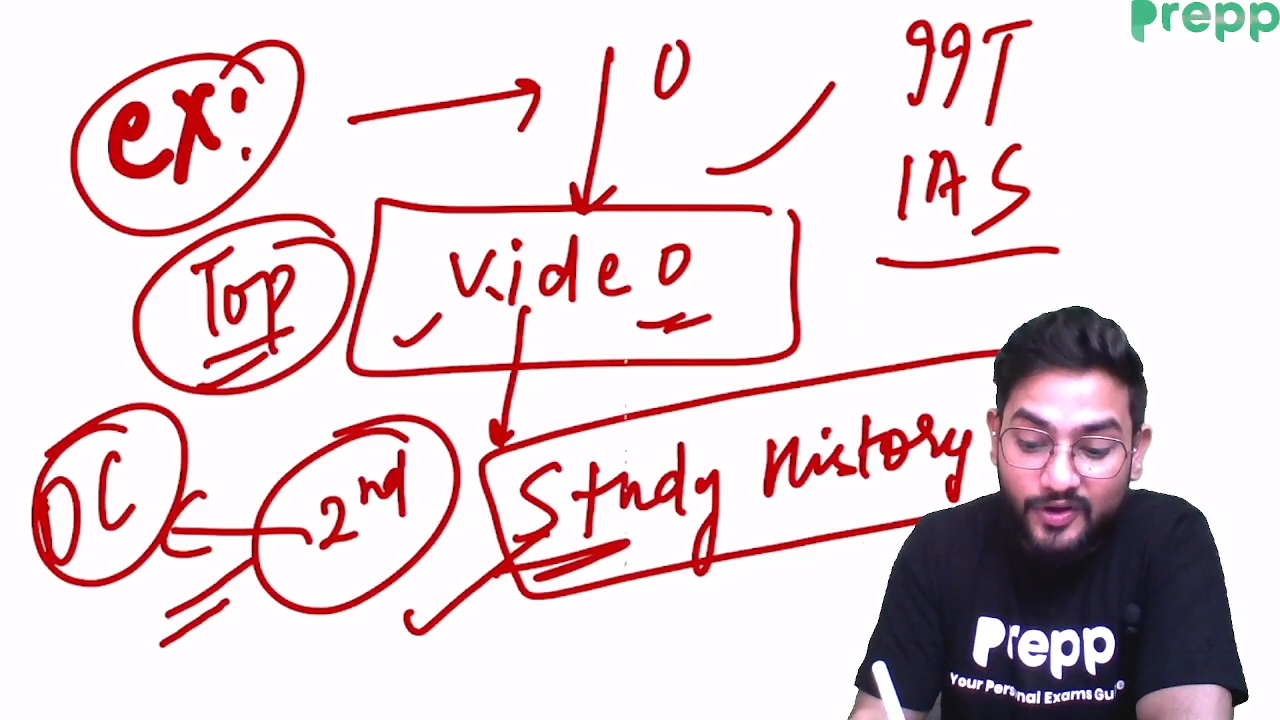 Prepp
ex:
0
99T
IAS
Top
Video
DC
2nd
Study History
Prepp
Your Personal Exams Guide